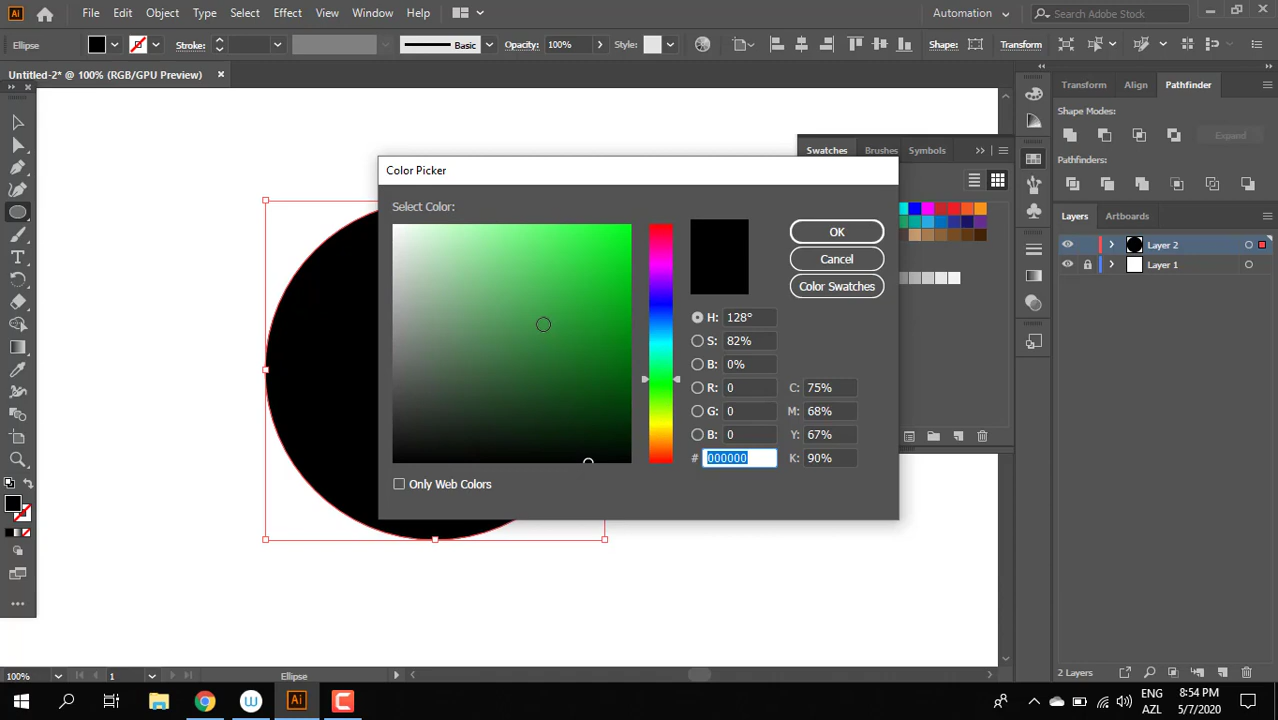 Ai File Edit Object Type Select Effect View Window Help Automation Search Adobe Stock
Ellipse Stroke: Basic Opacity: 100% Style: Shape: Transform
Untitled-2* @ 100% (RGB/GPU Preview)
Transform Align Pathfinder
Shape Modes:
Expand
Pathfinders:
Swatches Brushes Symbols
Layers Artboards
Layer 2
Layer 1
Color Picker
Select Color:
OK
Cancel
Color Swatches
H: 128°
S: 82%
B: 0%
R: 0 C: 75%
G: 0 M: 68%
B: 0 Y: 67%
# 000000 K: 90%
Only Web Colors
100% 1 Ellipse 2 Layers
W Ai
ENG 8:54 PM
AZL 5/7/2020